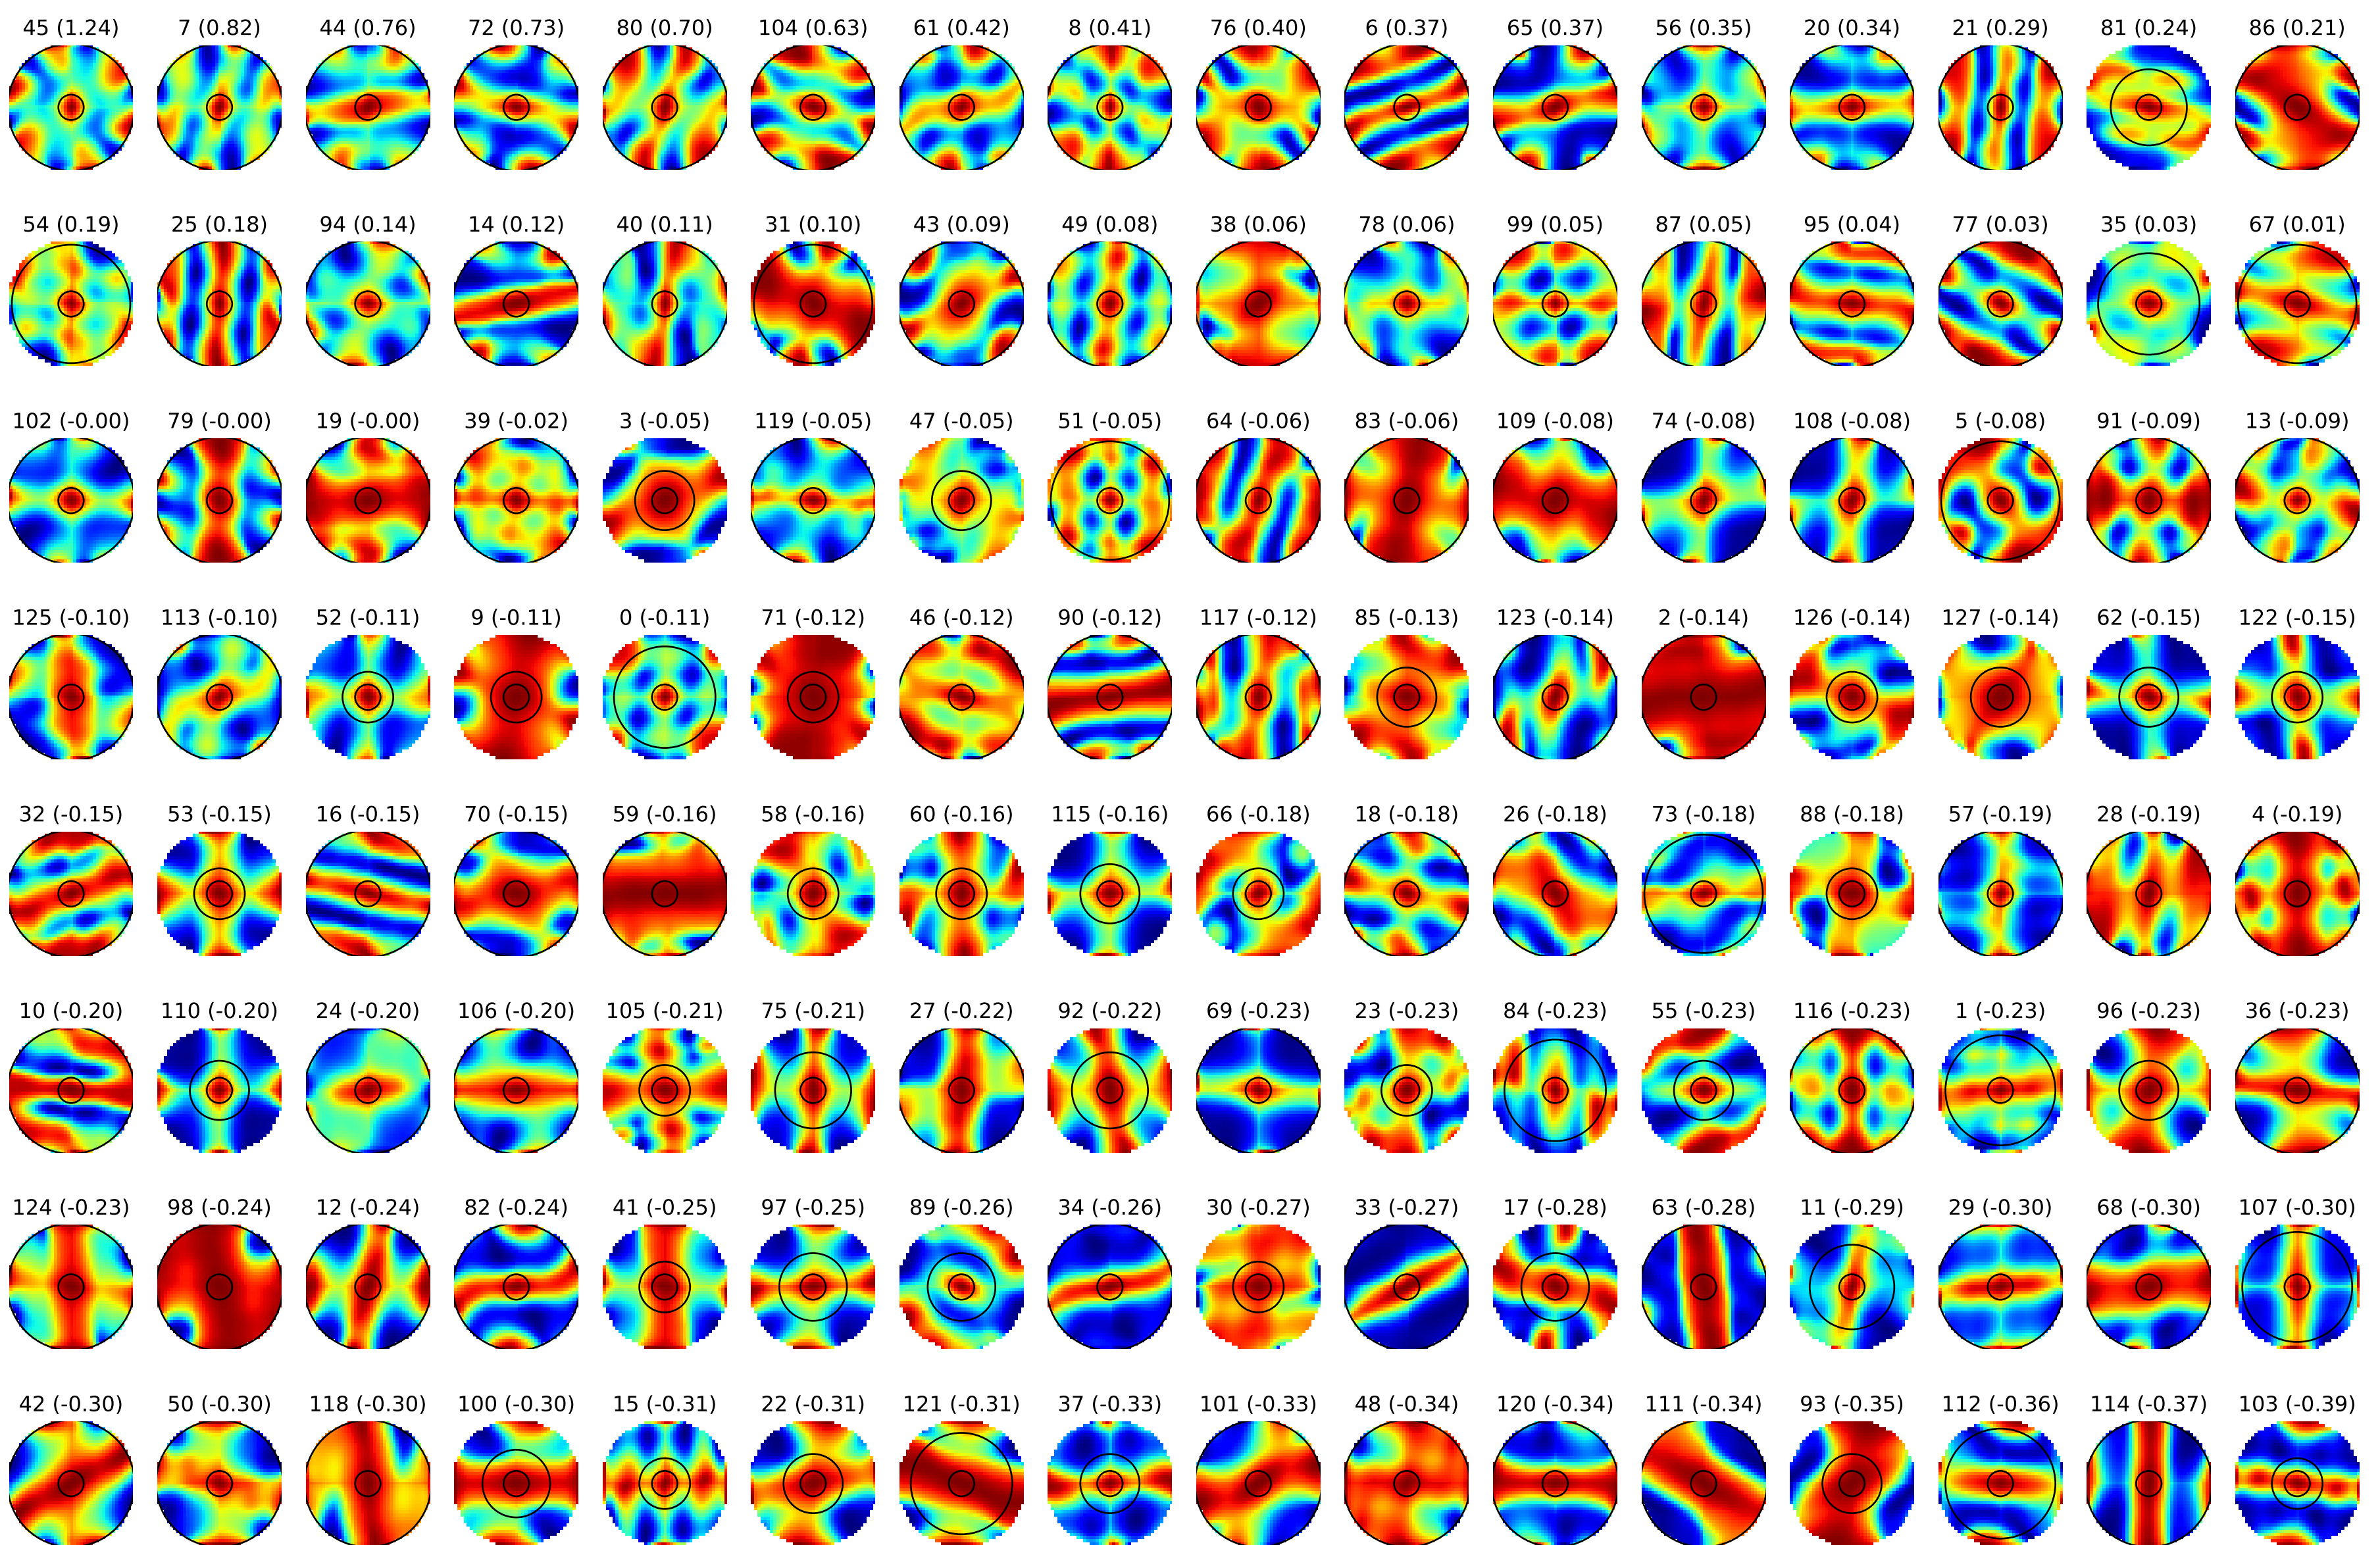 45 (1.24) 7 (0.82) 44 (0.76) 72 (0.73) 80 (0.70) 104 (0.63) 61 (0.42) 8 (0.41) 76 (0.40) 6 (0.37) 65 (0.37) 56 (0.35) 20 (0.34) 21 (0.29) 81 (0.24) 86 (0.21)
54 (0.19) 25 (0.18) 94 (0.14) 14 (0.12) 40 (0.11) 31 (0.10) 43 (0.09) 49 (0.08) 38 (0.06) 78 (0.06) 99 (0.05) 87 (0.05) 95 (0.04) 77 (0.03) 35 (0.03) 67 (0.01)
102 (-0.00) 79 (-0.00) 19 (-0.00) 39 (-0.02) 3 (-0.05) 119 (-0.05) 47 (-0.05) 51 (-0.05) 64 (-0.06) 83 (-0.06) 109 (-0.08) 74 (-0.08) 108 (-0.08) 5 (-0.08) 91 (-0.09) 13 (-0.09)
125 (-0.10) 113 (-0.10) 52 (-0.11) 9 (-0.11) 0 (-0.11) 71 (-0.12) 46 (-0.12) 90 (-0.12) 117 (-0.12) 85 (-0.13) 123 (-0.14) 2 (-0.14) 126 (-0.14) 127 (-0.14) 62 (-0.15) 122 (-0.15)
32 (-0.15) 53 (-0.15) 16 (-0.15) 70 (-0.15) 59 (-0.16) 58 (-0.16) 60 (-0.16) 115 (-0.16) 66 (-0.18) 18 (-0.18) 26 (-0.18) 73 (-0.18) 88 (-0.18) 57 (-0.19) 28 (-0.19) 4 (-0.19)
10 (-0.20) 110 (-0.20) 24 (-0.20) 106 (-0.20) 105 (-0.21) 75 (-0.21) 27 (-0.22) 92 (-0.22) 69 (-0.23) 23 (-0.23) 84 (-0.23) 55 (-0.23) 116 (-0.23) 1 (-0.23) 96 (-0.23) 36 (-0.23)
124 (-0.23) 98 (-0.24) 12 (-0.24) 82 (-0.24) 41 (-0.25) 97 (-0.25) 89 (-0.26) 34 (-0.26) 30 (-0.27) 33 (-0.27) 17 (-0.28) 63 (-0.28) 11 (-0.29) 29 (-0.30) 68 (-0.30) 107 (-0.30)
42 (-0.30) 50 (-0.30) 118 (-0.30) 100 (-0.30) 15 (-0.31) 22 (-0.31) 121 (-0.31) 37 (-0.33) 101 (-0.33) 48 (-0.34) 120 (-0.34) 111 (-0.34) 93 (-0.35) 112 (-0.36) 114 (-0.37) 103 (-0.39)